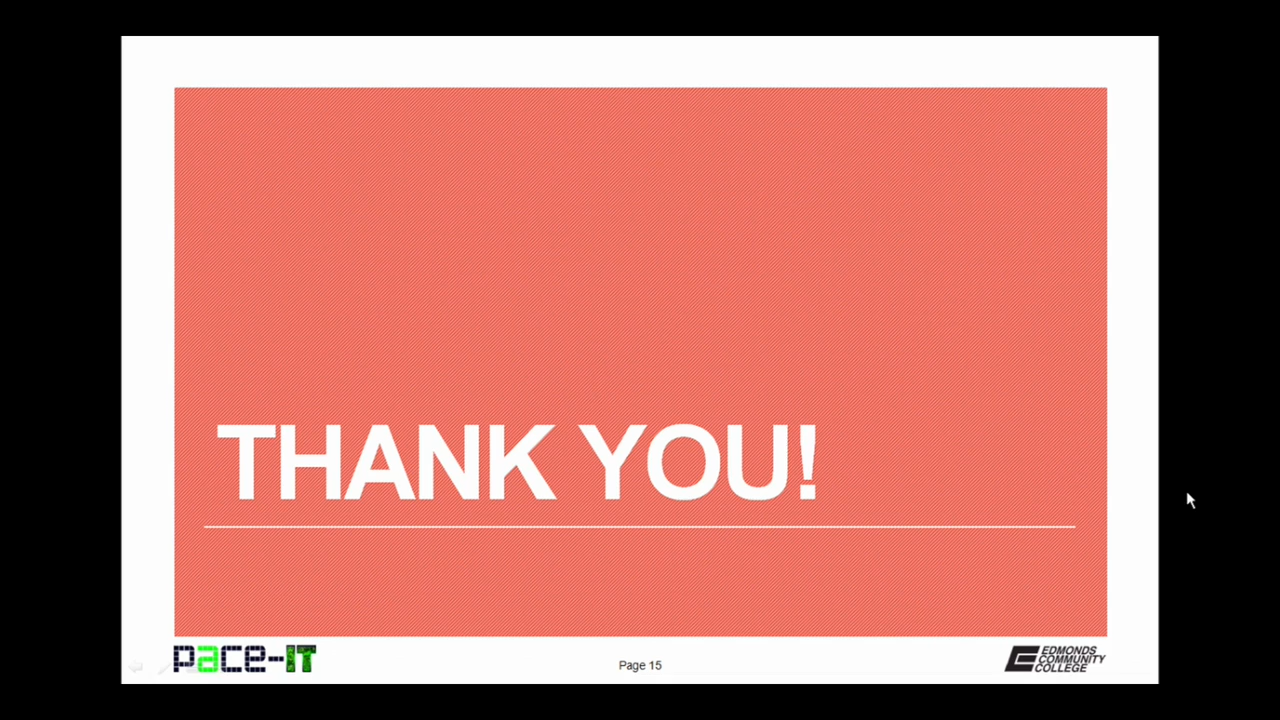 THANK YOU!
pace-IT
Page 15
EDMONDS
COMMUNITY
COLLEGE